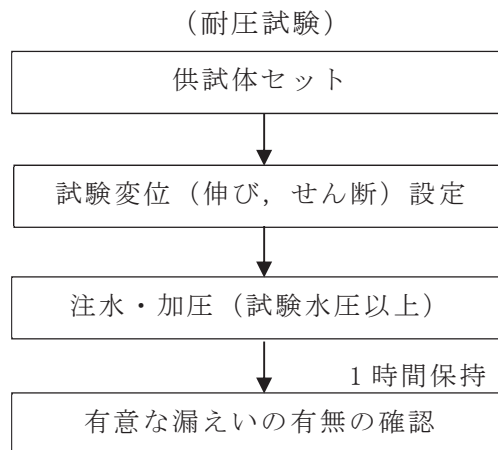 (耐圧試験)
供試体セット
試験変位(伸び,せん断)設定
注水・加圧(試験水圧以上)
1時間保持
有意な漏えいの有無の確認